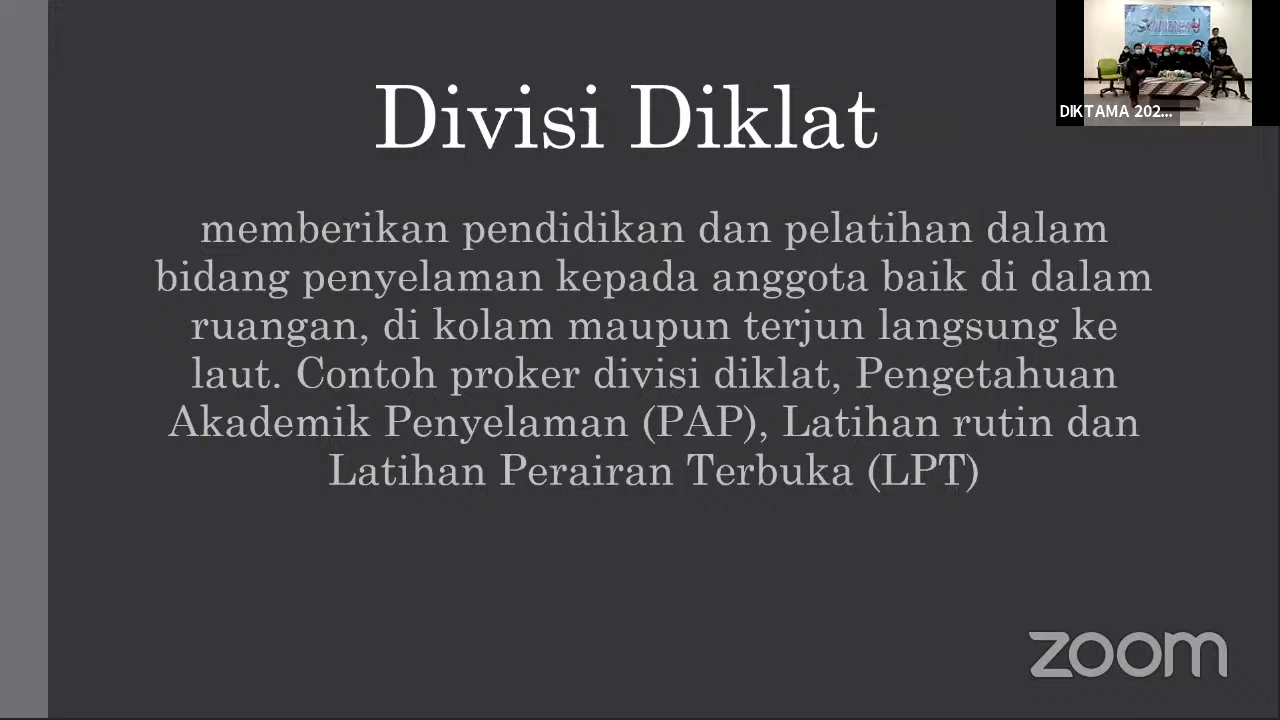 Divisi Diklat
memberikan pendidikan dan pelatihan dalam
bidang penyelaman kepada anggota baik di dalam
ruangan, di kolam maupun terjun langsung ke
laut. Contoh proker divisi diklat, Pengetahuan
Akademik Penyelaman (PAP), Latihan rutin dan
Latihan Perairan Terbuka (LPT)
DIKTAMA 202...
zoom